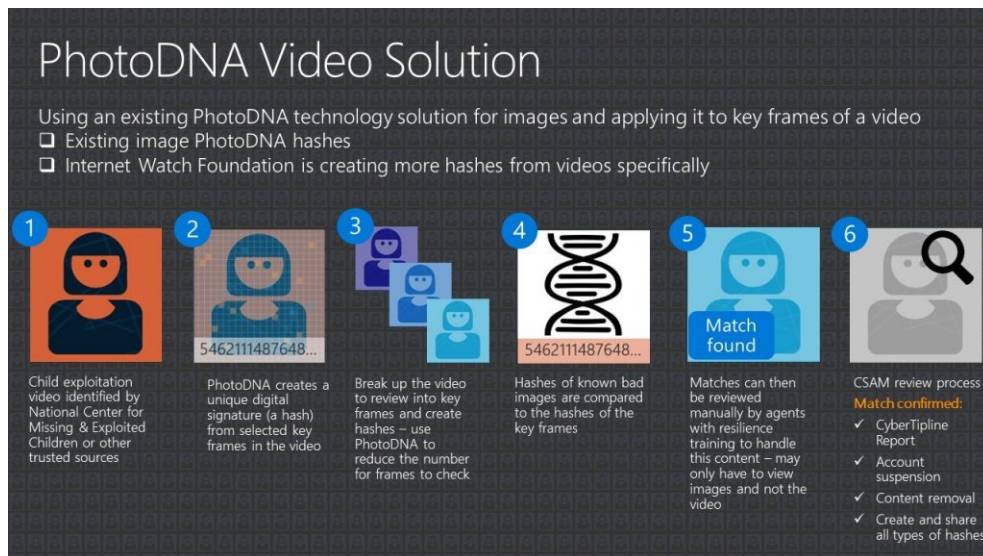 PhotoDNA Video Solution
Using an existing PhotoDNA technology solution for images and applying it to key frames of a video
Existing image PhotoDNA hashes
Internet Watch Foundation is creating more hashes from videos specifically
1
2
3
4
5
6
5462111487648...
5462111487648...
Match
found
Child exploitation
video identified by
National Center for
Missing & Exploited
Children or other
trusted sources
PhotoDNA creates a
unique digital
signature (a hash)
from selected key
frames in the video
Break up the video
to review into key
frames and create
hashes – use
PhotoDNA to
reduce the number
for frames to check
Hashes of known bad
images are compared
to the hashes of the
key frames
Matches can then
be reviewed
manually by agents
with resilience
training to handle
this content – may
only have to view
images and not the
video
CSAM review process
Match confirmed:
✓ CyberTipline
Report
✓ Account
suspension
✓ Content removal
✓ Create and share
all types of hashes